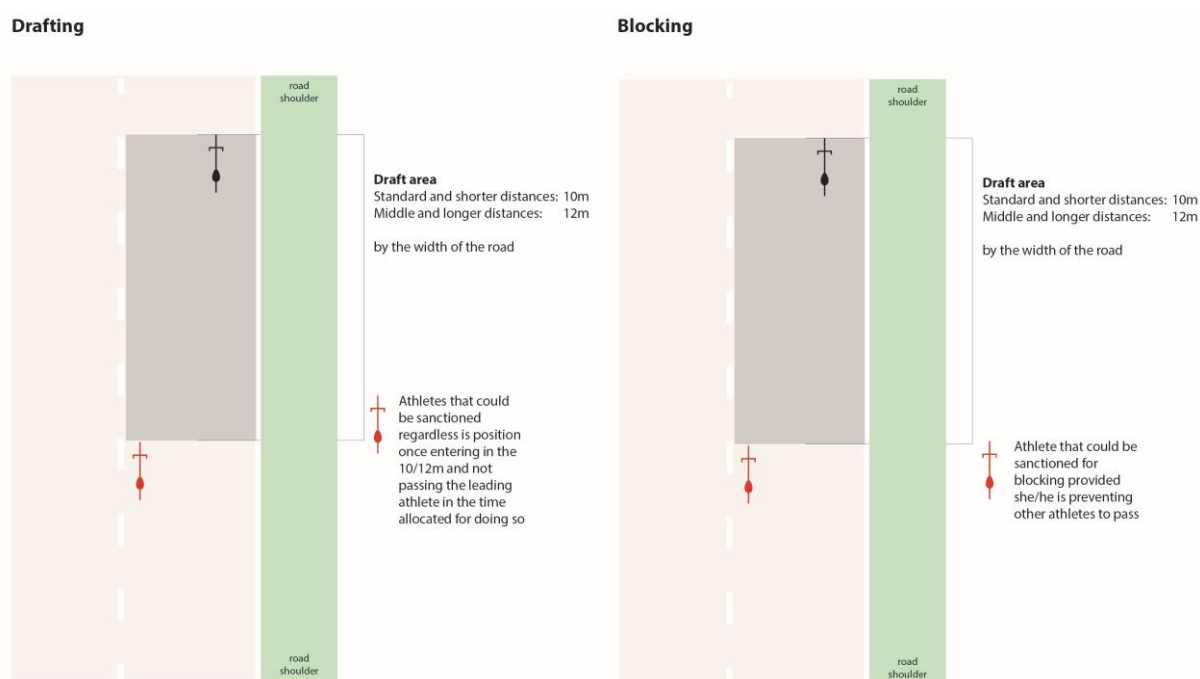 Drafting
road
shoulder
Draft area
Standard and shorter distances: 10m
Middle and longer distances: 12m
by the width of the road
Athletes that could
be sanctioned
regardless is position
once entering in the
10/12m and not
passing the leading
athlete in the time
allocated for doing so
road
shoulder
Blocking
road
shoulder
Draft area
Standard and shorter distances: 10m
Middle and longer distances: 12m
by the width of the road
Athlete that could be
sanctioned for
blocking provided
she/he is preventing
other athletes to pass
road
shoulder